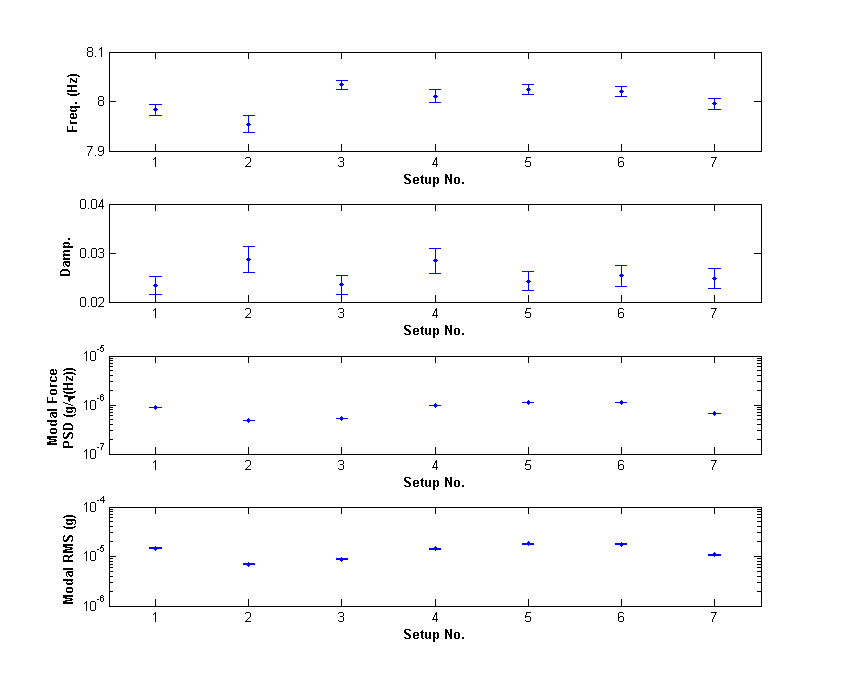 8.1
8
7.9
Freq. (Hz)
1 2 3 4 5 6 7
Setup No.
0.04
0.03
0.02
Damp.
1 2 3 4 5 6 7
Setup No.
10^-5
10^-6
10^-7
Modal Force
PSD (g/√(Hz))
1 2 3 4 5 6 7
Setup No.
10^-4
10^-5
10^-6
Modal RMS (g)
1 2 3 4 5 6 7
Setup No.